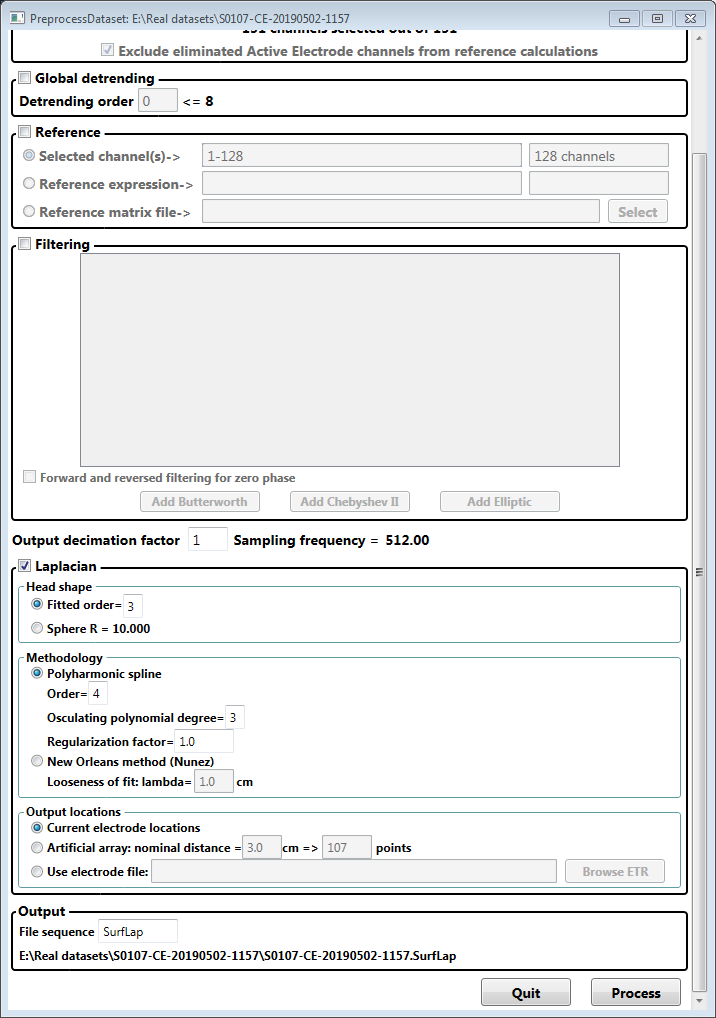 PreprocessDataset: E:\Real datasets\S0107-CE-20190502-1157
131 channels selected out of 131
Exclude eliminated Active Electrode channels from reference calculations
Global detrending
Detrending order 0 <= 8
Reference
Selected channel(s)-> 1-128 128 channels
Reference expression->
Reference matrix file-> Select
Filtering
Forward and reversed filtering for zero phase
Add Butterworth Add Chebyshev II Add Elliptic
Output decimation factor 1 Sampling frequency = 512.00
Laplacian
Head shape
Fitted order= 3
Sphere R = 10.000
Methodology
Polyharmonic spline
Order= 4
Osculating polynomial degree= 3
Regularization factor= 1.0
New Orleans method (Nunez)
Looseness of fit: lambda= 1.0 cm
Output locations
Current electrode locations
Artificial array: nominal distance = 3.0 cm => 107 points
Use electrode file: Browse ETR
Output
File sequence SurfLap
E:\Real datasets\S0107-CE-20190502-1157\S0107-CE-20190502-1157.SurfLap
Quit Process